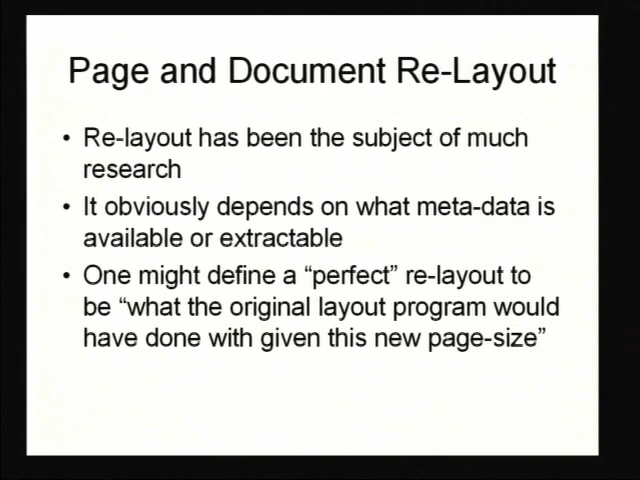 Page and Document Re-Layout
• Re-layout has been the subject of much
research
• It obviously depends on what meta-data is
available or extractable
• One might define a “perfect” re-layout to
be “what the original layout program would
have done with given this new page-size”